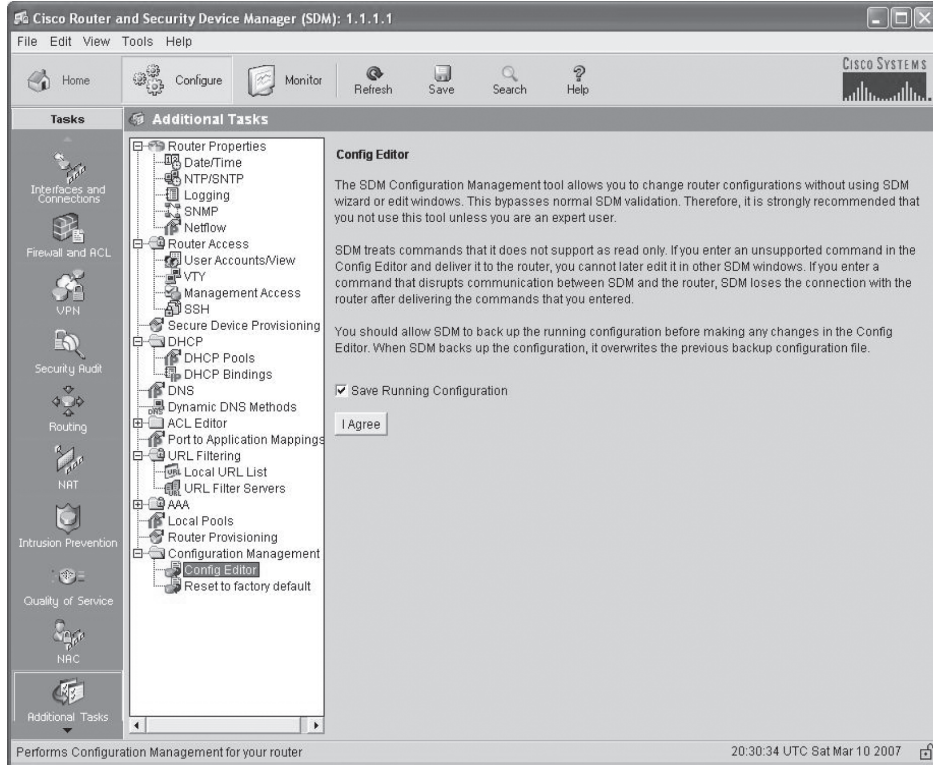 Cisco Router and Security Device Manager (SDM): 1.1.1.1
File Edit View Tools Help
Home
Configure
Monitor
Refresh
Save
Search
Help
CISCO SYSTEMS
Tasks
Interfaces and
Connections
Firewall and ACL
VPN
Security Audit
Routing
NAT
Intrusion Prevention
Quality of Service
NAC
Additional Tasks
Additional Tasks
Router Properties
Date/Time
NTP/SNTP
Logging
SNMP
Netflow
Router Access
User Accounts/View
VTY
Management Access
SSH
Secure Device Provisioning
DHCP
DHCP Pools
DHCP Bindings
DNS
Dynamic DNS Methods
ACL Editor
Port to Application Mappings
URL Filtering
Local URL List
URL Filter Servers
AAA
Local Pools
Router Provisioning
Configuration Management
Config Editor
Reset to factory default
Config Editor
The SDM Configuration Management tool allows you to change router configurations without using SDM
wizard or edit windows. This bypasses normal SDM validation. Therefore, it is strongly recommended that
you not use this tool unless you are an expert user.
SDM treats commands that it does not support as read only. If you enter an unsupported command in the
Config Editor and deliver it to the router, you cannot later edit it in other SDM windows. If you enter a
command that disrupts communication between SDM and the router, SDM loses the connection with the
router after delivering the commands that you entered.
You should allow SDM to back up the running configuration before making any changes in the Config
Editor. When SDM backs up the configuration, it overwrites the previous backup configuration file.
Save Running Configuration
I Agree
Performs Configuration Management for your router
20:30:34 UTC Sat Mar 10 2007